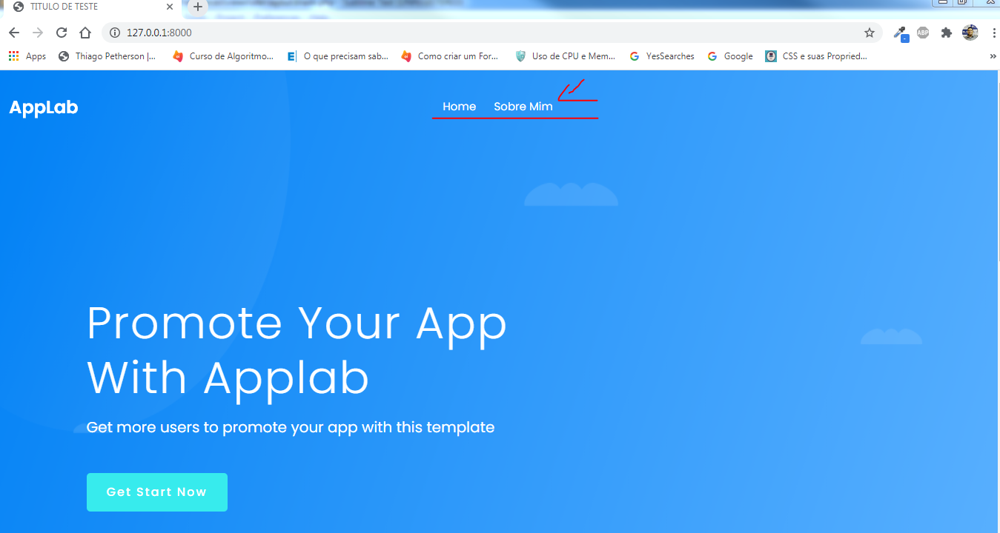 TITULO DE TESTE
127.0.0.1:8000
ABP
Apps Thiago Petherson |... Curso de Algoritmo... O que precisam sab... Como criar um For... Uso de CPU e Mem... YesSearches Google CSS e suas Propried...
AppLab
Home Sobre Mim
Promote Your App
With Applab
Get more users to promote your app with this template
Get Start Now